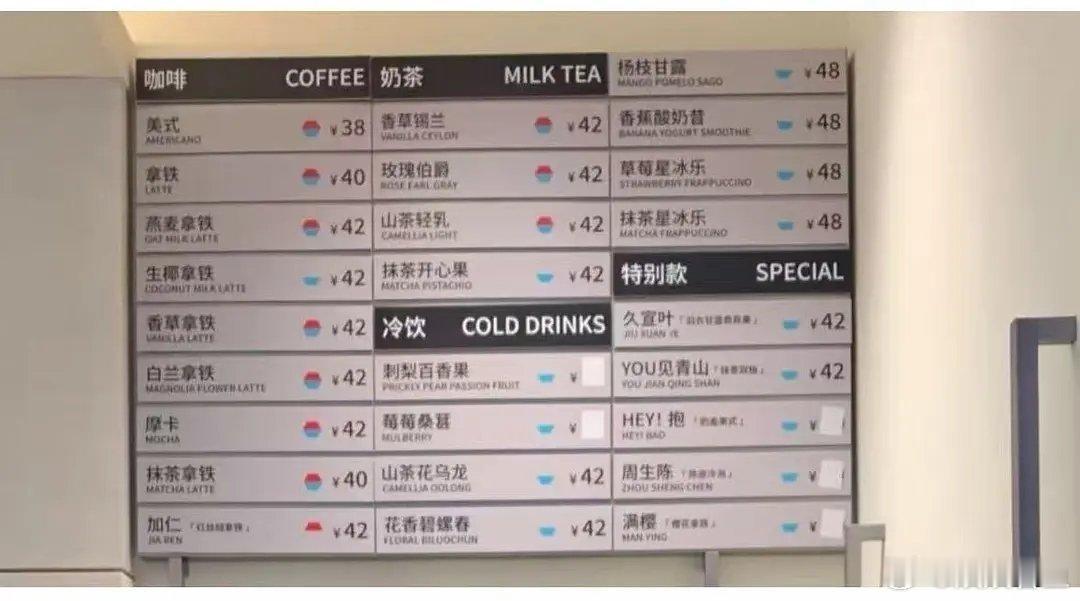 咖啡 COFFEE
美式 ¥38
AMERICANO
拿铁 ¥40
LATTE
燕麦拿铁 ¥42
OAT MILK LATTE
生椰拿铁 ¥42
COCONUT MILK LATTE
香草拿铁 ¥42
VANILLA LATTE
白兰拿铁 ¥42
MAGNOLIA FLOWER LATTE
摩卡 ¥42
MOCHA
抹茶拿铁 ¥40
MATCHA LATTE
加仁 ¥42
JIA REN
奶茶 MILK TEA
香草锡兰 ¥42
VANILLA CEYLON
玫瑰伯爵 ¥42
ROSE EARL GRAY
山茶轻乳 ¥42
CAMELLIA LIGHT
抹茶开心果 ¥42
MATCHA PISTACHIO
冷饮 COLD DRINKS
刺梨百香果 ¥
PRICKLY PEAR PASSION FRUIT
莓莓桑葚 ¥
MULBERRY
山茶花乌龙 ¥42
CAMELLIA OOLONG
花香碧螺春 ¥42
FLORAL BILUOCHUN
杨枝甘露 ¥48
MANGO POMELO SAGO
香蕉酸奶昔 ¥48
BANANA YOGURT SMOOTHIE
草莓星冰乐 ¥48
STRAWBERRY FRAPPUCCINO
抹茶星冰乐 ¥48
MATCHA FRAPPUCCINO
特别款 SPECIAL
久宣叶 ¥42
JIU XUAN YE
YOU见青山 ¥42
YOU JIAN QING SHAN
HEY! 抱 ¥
HEY! BAO
周生陈 ¥
ZHOU SHENG CHEN
满樱 「樱花拿铁」 ¥
MAN YING